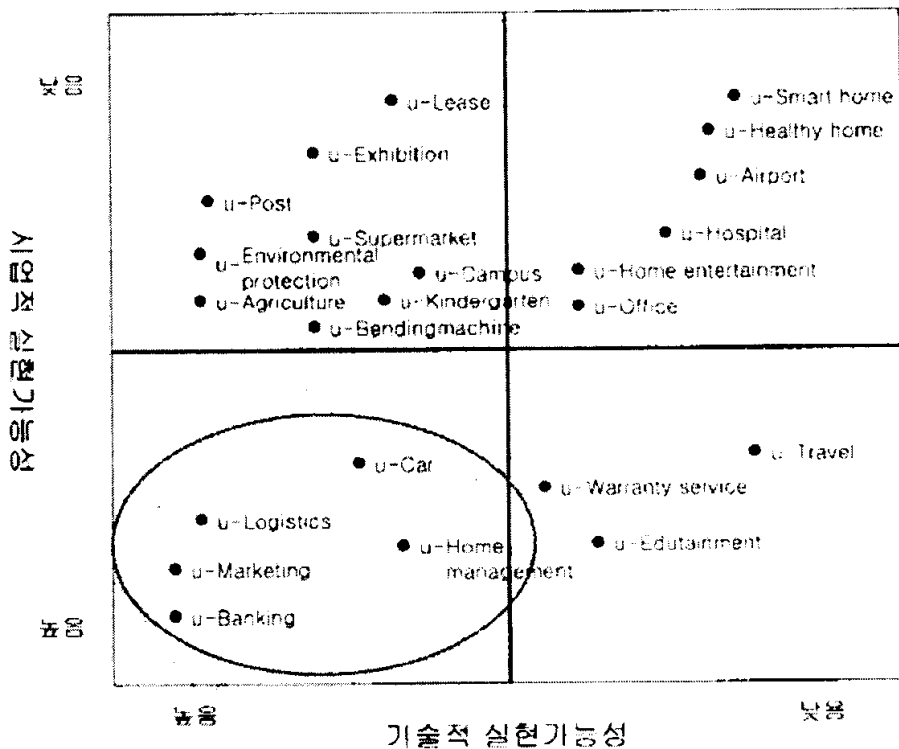 낮음
u-Lease
u-Smart home
u-Healthy home
u-Exhibition
u-Airport
u-Post
u-Supermarket
u-Hospital
u-Environmental
protection
u-Campus
u-Home entertainment
u-Agriculture
u-Kindergarten
u-Office
u-Bendingmachine
사업적 실현가능성
u-Car
u-Travel
u-Warranty service
u-Logistics
u-Home
management
u-Edutainment
u-Marketing
u-Banking
높음
높음
기술적 실현가능성
낮음